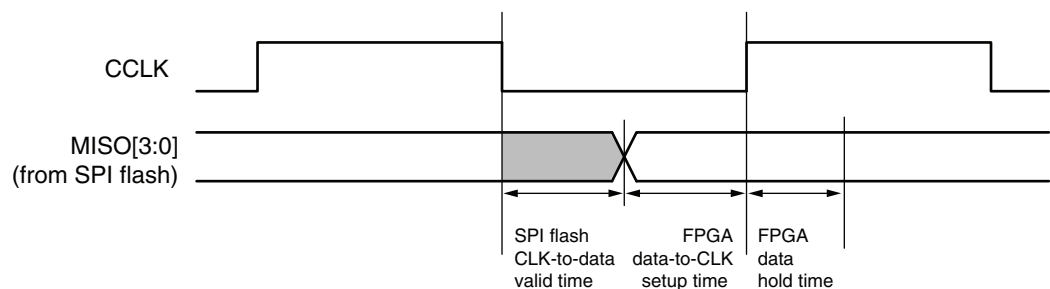 CCLK
MISO[3:0]
(from SPI flash)
SPI flash
CLK-to-data
valid time
FPGA
data-to-CLK
setup time
FPGA
data
hold time